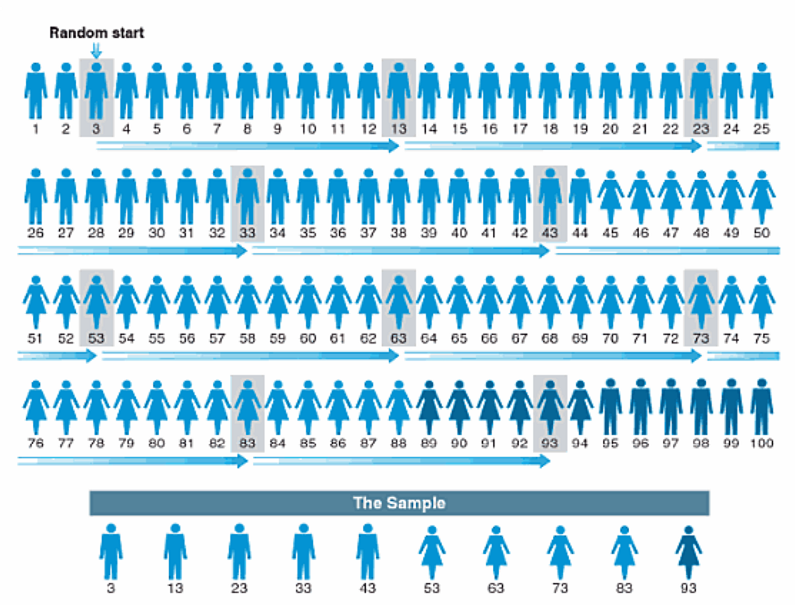 Random start
1 2 3 4 5 6 7 8 9 10 11 12 13 14 15 16 17 18 19 20 21 22 23 24 25
26 27 28 29 30 31 32 33 34 35 36 37 38 39 40 41 42 43 44 45 46 47 48 49 50
51 52 53 54 55 56 57 58 59 60 61 62 63 64 65 66 67 68 69 70 71 72 73 74 75
76 77 78 79 80 81 82 83 84 85 86 87 88 89 90 91 92 93 94 95 96 97 98 99 100
The Sample
3 13 23 33 43 53 63 73 83 93